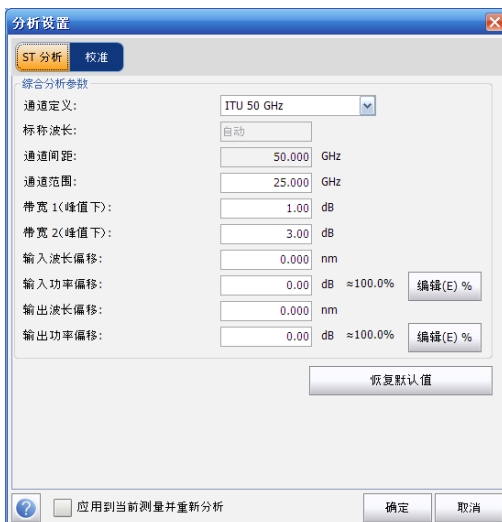 分析设置
ST 分析 校准
综合分析参数
通道定义: ITU 50 GHz
标称波长: 自动
通道间距: 50.000 GHz
通道范围: 25.000 GHz
带宽 1(峰值下): 1.00 dB
带宽 2(峰值下): 3.00 dB
输入波长偏移: 0.000 nm
输入功率偏移: 0.00 dB ≈100.0% 编辑(E) %
输出波长偏移: 0.000 nm
输出功率偏移: 0.00 dB ≈100.0% 编辑(E) %
恢复默认值
? 应用到当前测量并重新分析 确定 取消